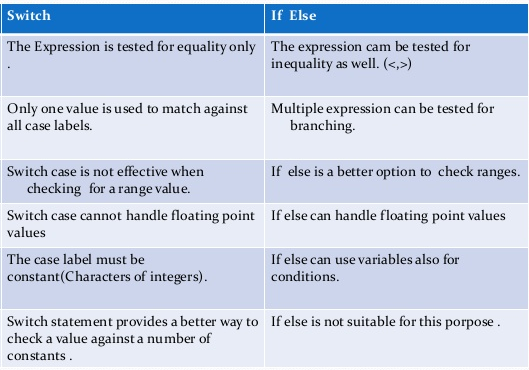 Switch
If Else
The Expression is tested for equality only
.
The expression cam be tested for
inequality as well. (<,>)
Only one value is used to match against
all case labels.
Multiple expression can be tested for
branching.
Switch case is not effective when
checking for a range value.
If else is a better option to check ranges.
Switch case cannot handle floating point
values
If else can handle floating point values
The case label must be
constant(Characters of integers).
If else can use variables also for
conditions.
Switch statement provides a better way to
check a value against a number of
constants .
If else is not suitable for this porpose .